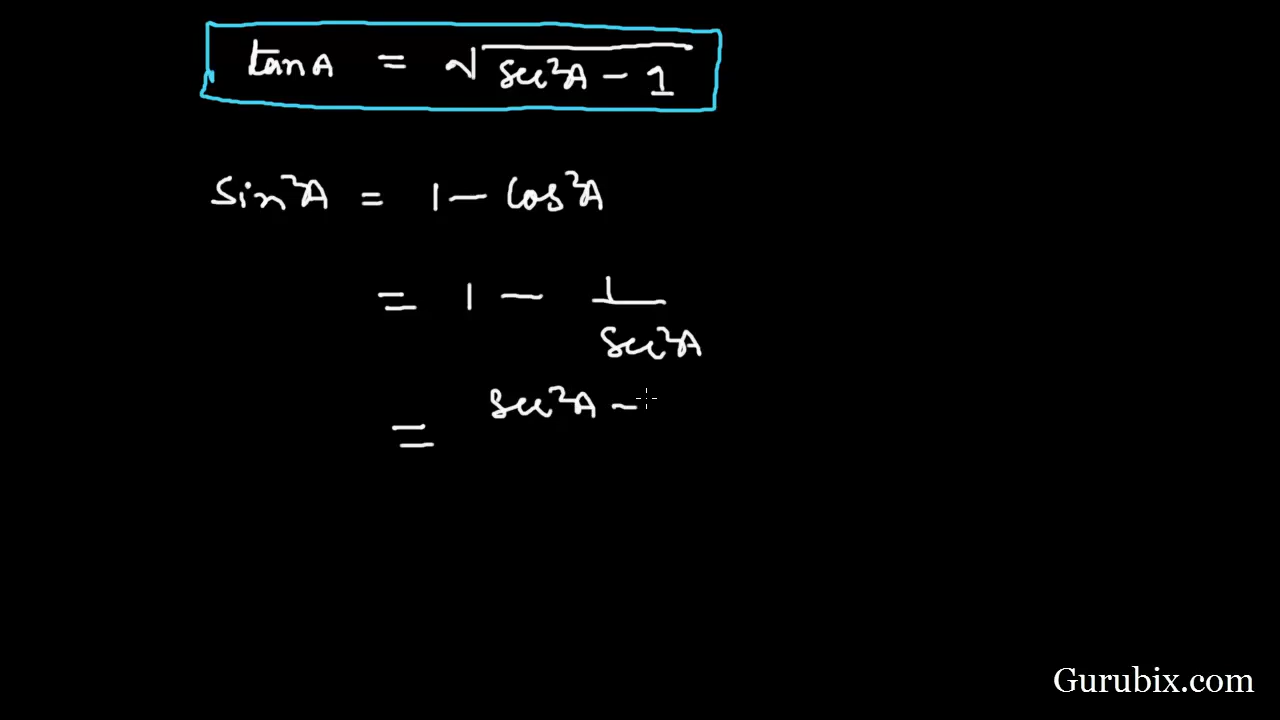 tanA = √(sec²A - 1)
sin²A = 1 - cos²A
= 1 - 1/sec²A
= sec²A -
Gurubix.com